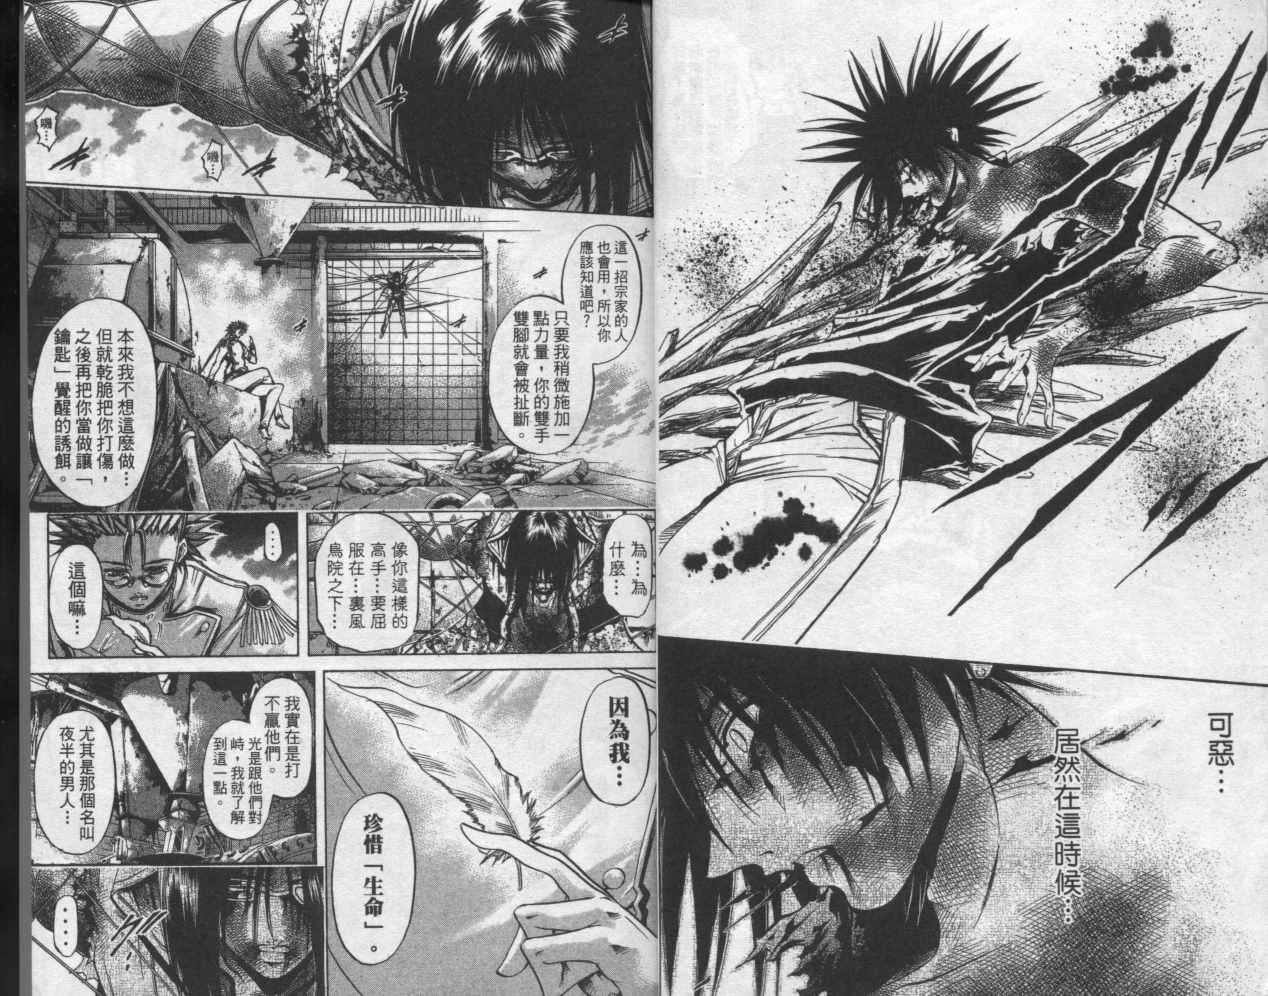 可惡…
居然在這時候…
嘰…
嘰…
這一招宗家的人
也會用，所以你
應該知道吧？
只要我稍微施加一
點力量，你的雙手
雙腳就會被扯斷。
本來我不想這麼做…
但就乾脆把你打傷，
之後再把你當做讓「
鑰匙」覺醒的誘餌。
為…為
什麼…
像你這樣的
高手…要屈
服在…裏風
鳥院之下…
…
這個嘛…
因為我…
珍惜「生命」。
我實在是打
不贏他們。
光是跟他們對
峙，我就了解
到這一點。
尤其是那個名叫
夜半的男人…
…